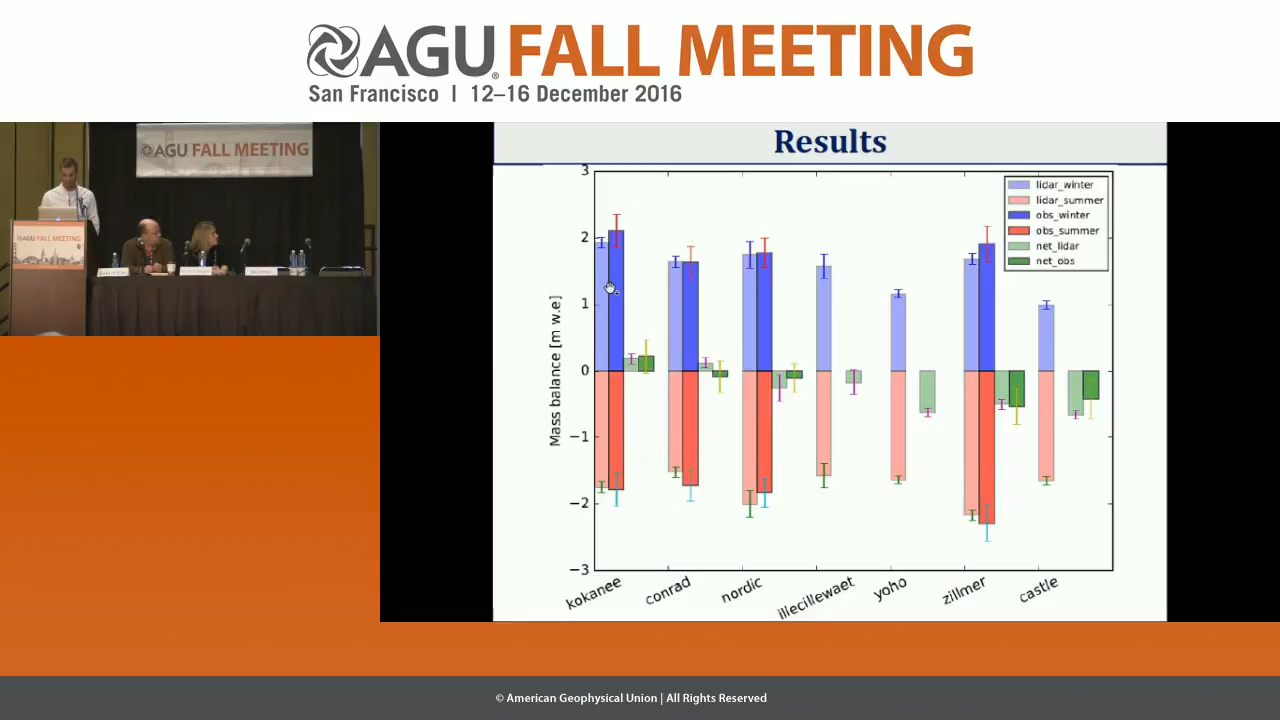 AGU FALL MEETING
San Francisco | 12–16 December 2016
AGU FALL MEETING
AGU FALL MEETING
Results
3
2
1
0
−1
−2
−3
Mass balance [m w.e]
lidar_winter
lidar_summer
obs_winter
obs_summer
net_lidar
net_obs
kokanee
conrad
nordic
illecillewaet
yoho
zillmer
castle
© American Geophysical Union | All Rights Reserved